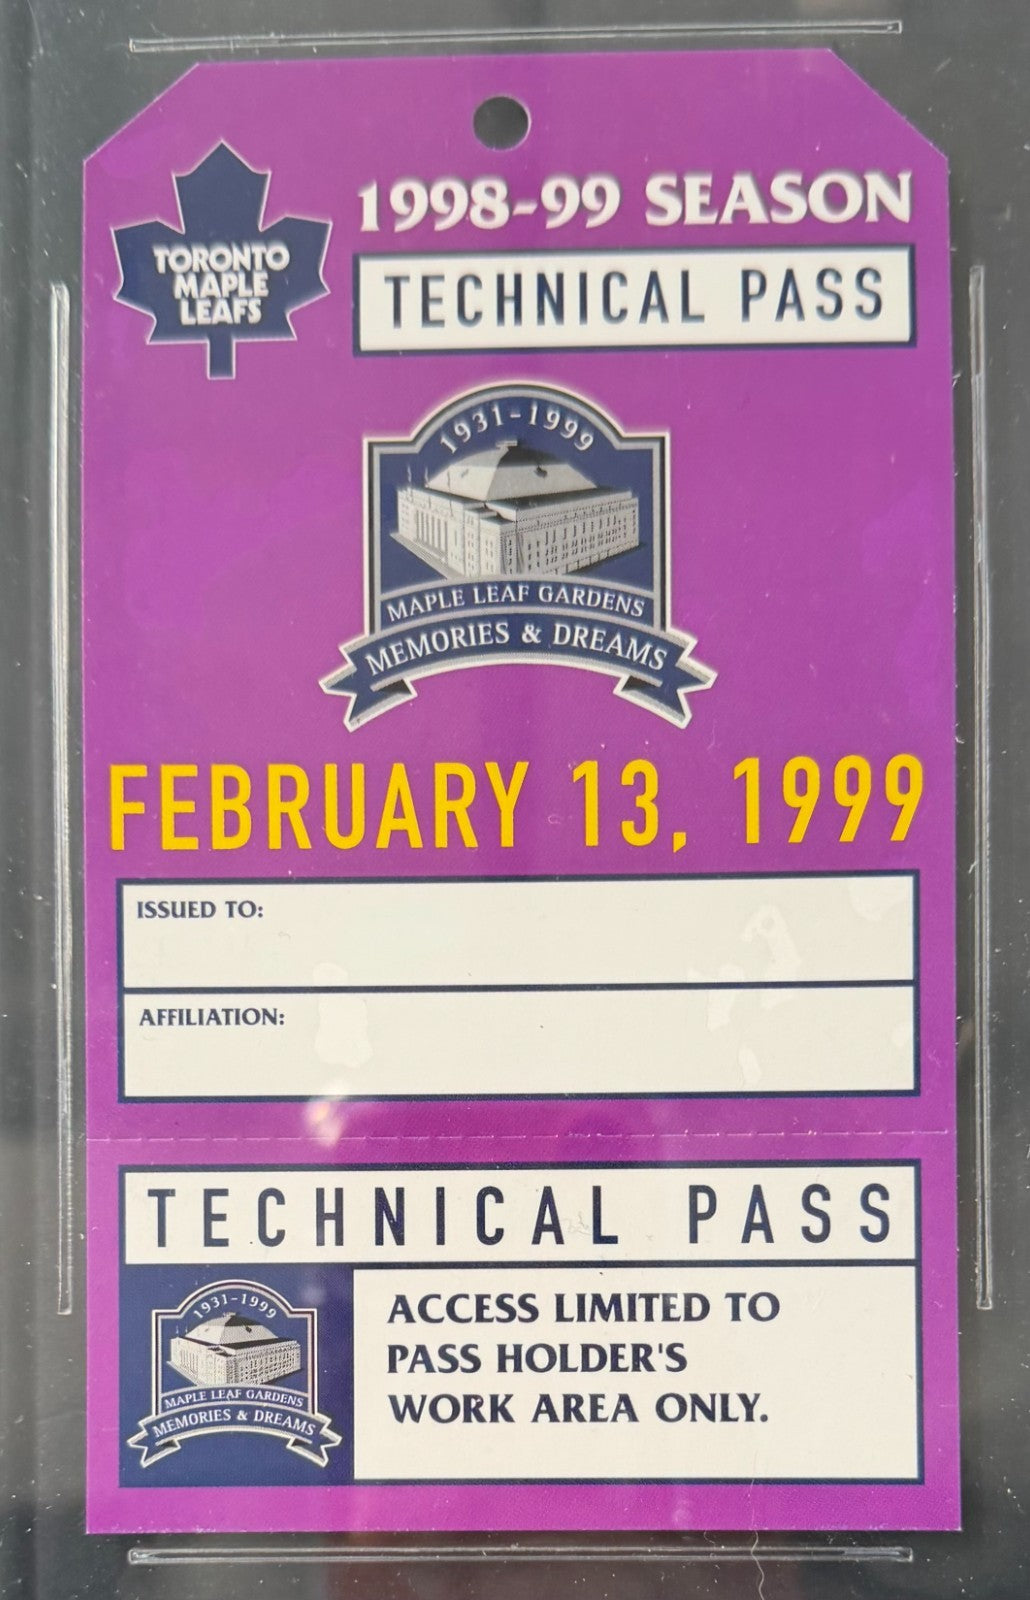 TORONTO
MAPLE
LEAFS
1998-99 SEASON
TECHNICAL PASS
1931-1999
MAPLE LEAF GARDENS
MEMORIES & DREAMS
FEBRUARY 13, 1999
ISSUED TO:
AFFILIATION:
TECHNICAL PASS
1931-1999
MAPLE LEAF GARDENS
MEMORIES & DREAMS
ACCESS LIMITED TO
PASS HOLDER'S
WORK AREA ONLY.